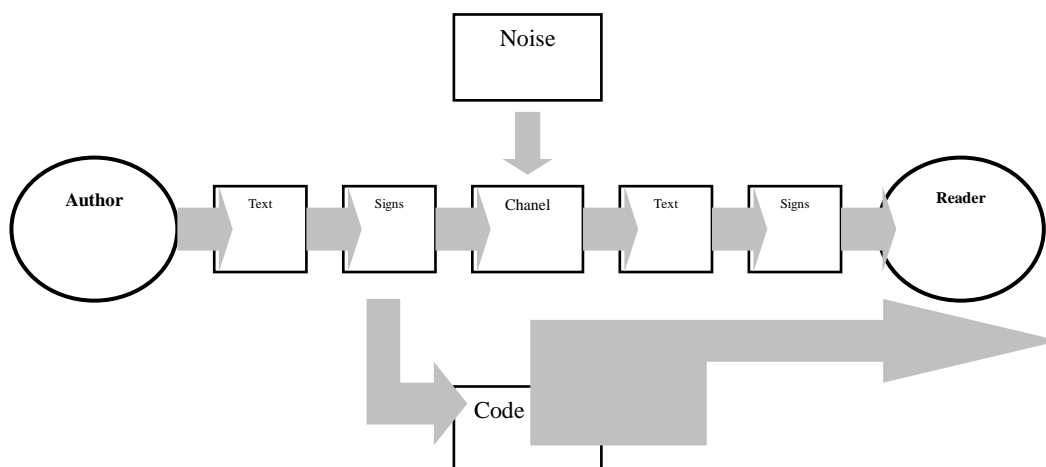 Noise
Author
Text
Signs
Chanel
Text
Signs
Reader
Code